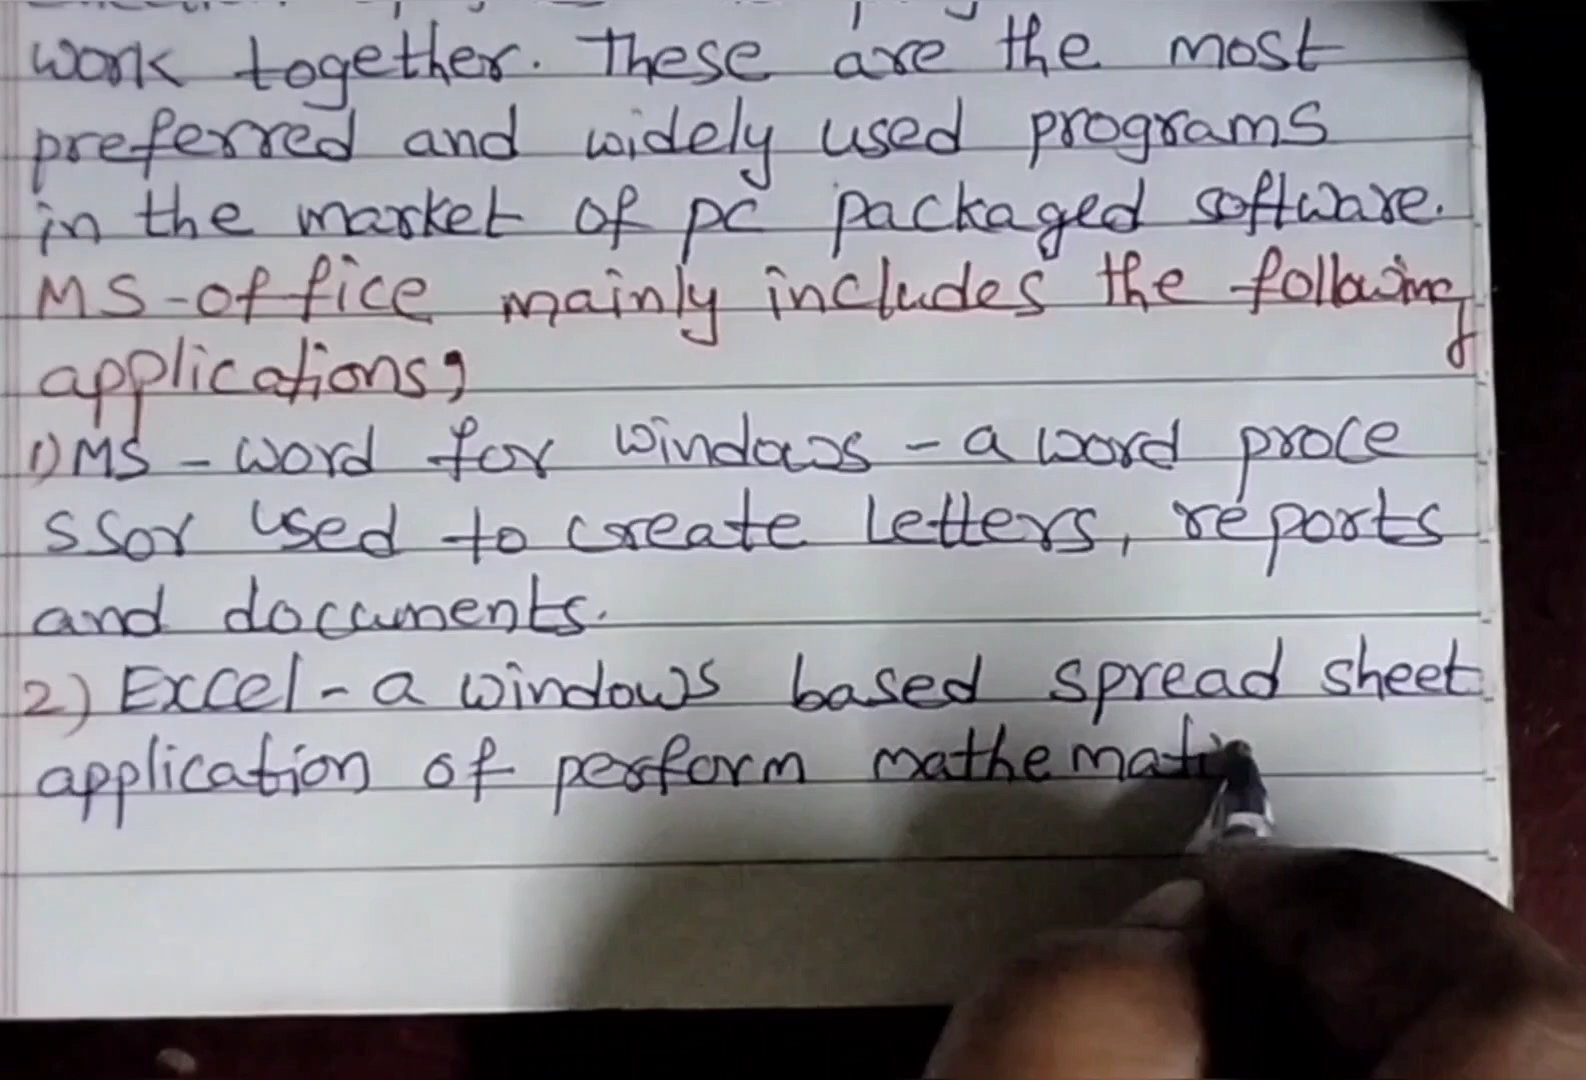 work together. These are the most
preferred and widely used programs
in the market of pc packaged software.
MS-office mainly includes the following
applications,
1) MS - word for windows - a word proce
ssor used to create letters, reports
and documents.
2) Excel - a windows based spread sheet
application of perform mathemati